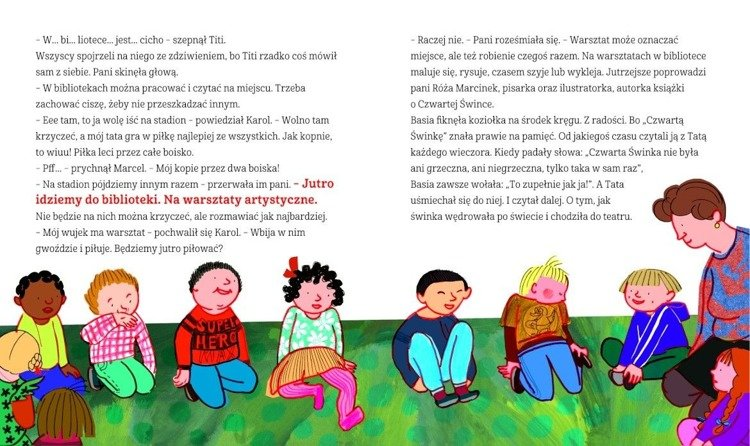 – W... bi... liotece... jest... cicho – szepnął Titi.
Wszyscy spojrzeli na niego ze zdziwieniem, bo Titi rzadko coś mówił
sam z siebie. Pani skinęła głową.
– W bibliotekach można pracować i czytać na miejscu. Trzeba
zachować ciszę, żeby nie przeszkadzać innym.
– Eee tam, to ja wolę iść na stadion – powiedział Karol. – Wolno tam
krzyczeć, a mój tata gra w piłkę najlepiej ze wszystkich. Jak kopnie,
to wiuu! Piłka leci przez całe boisko.
– Pff... – prychnął Marcel. – Mój kopie przez dwa boiska!
– Na stadion pójdziemy innym razem – przerwała im pani. – Jutro
idziemy do biblioteki. Na warsztaty artystyczne.
Nie będzie na nich można krzyczeć, ale rozmawiać jak najbardziej.
– Mój wujek ma warsztat – pochwalił się Karol. – Wbija w nim
gwoździe i piłuje. Będziemy jutro piłować?
– Raczej nie. – Pani roześmiała się. – Warsztat może oznaczać
miejsce, ale też robienie czegoś razem. Na warsztatach w bibliotece
maluje się, rysuje, czasem szyje lub wykleja. Jutrzejsze poprowadzi
pani Róża Marcinek, pisarka oraz ilustratorka, autorka książki
o Czwartej Śwince.
Basia fiknęła koziołka na środek kręgu. Z radości. Bo „Czwartą
Świnkę” znała prawie na pamięć. Od jakiegoś czasu czytali ją z Tatą
każdego wieczora. Kiedy padały słowa: „Czwarta Świnka nie była
ani grzeczna, ani niegrzeczna, tylko taka w sam raz”,
Basia zawsze wołała: „To zupełnie jak ja!”. A Tata
uśmiechał się do niej. I czytał dalej. O tym, jak
świnka wędrowała po świecie i chodziła do teatru.
SUPER
HERO